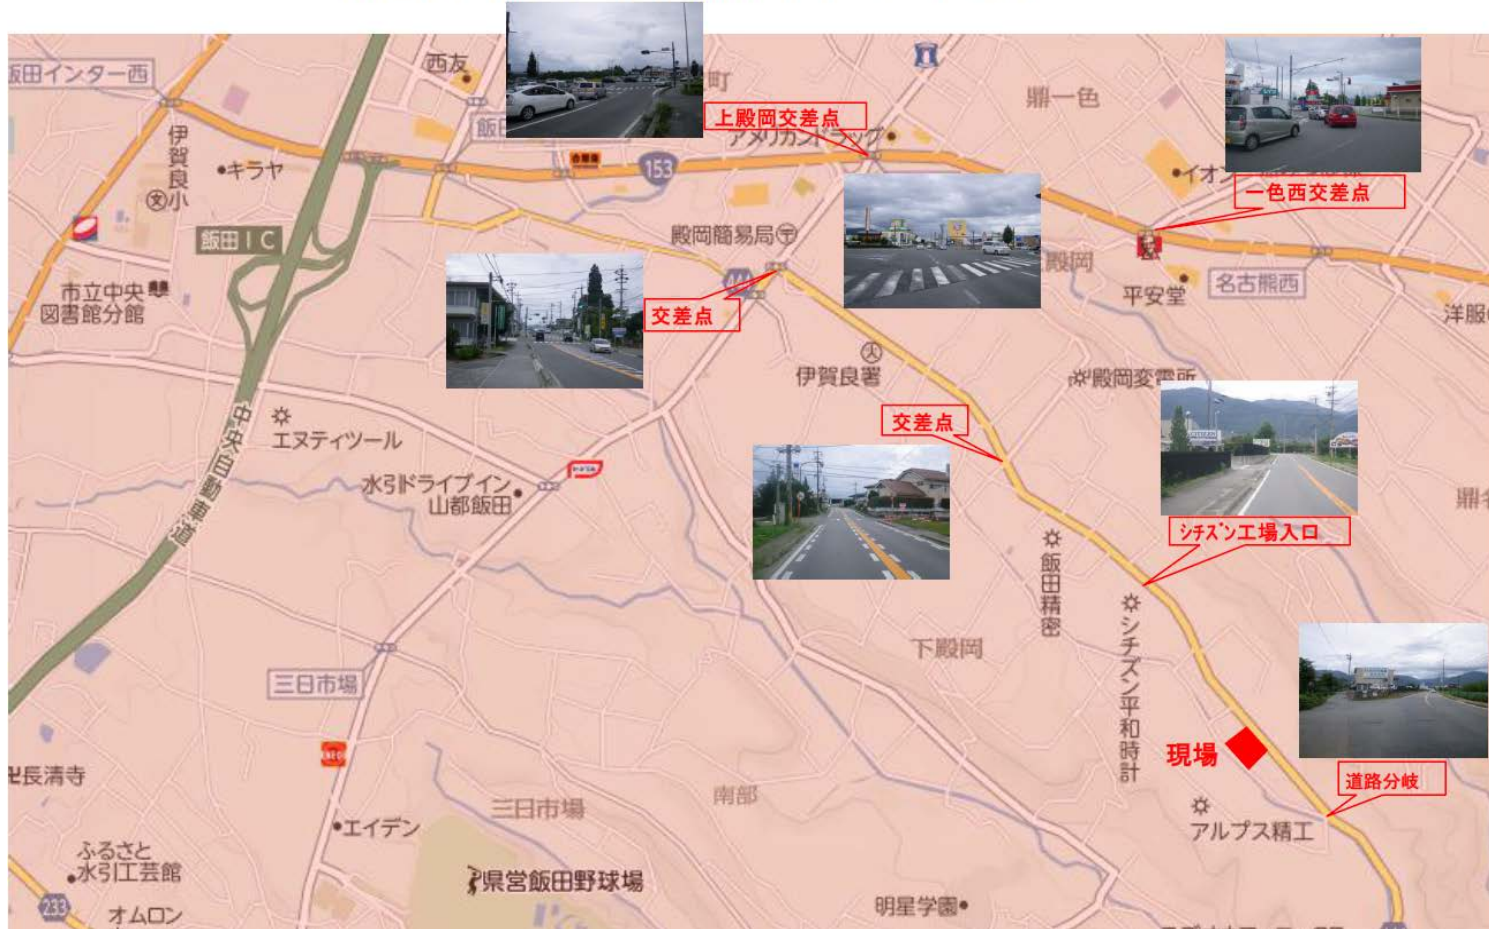 飯田インター西
西友
町
上殿岡交差点
鼎一色
アメリカンドラッグ
伊賀良小
キラヤ
153
イオン
一色西交差点
飯田IC
殿岡簡易局
殿岡
市立中央
図書館分館
交差点
平安堂
名古熊西
洋服
伊賀良署
殿岡変電所
中央自動車道
エヌティツール
交差点
水引ドライブイン
山都飯田
シチズン工場入口
飯田精密
下殿岡
シチズン平和時計
三日市場
現場
長清寺
道路分岐
南部
三日市場
アルプス精工
エイデン
ふるさと
水引工芸館
県営飯田野球場
233
オムロン
明星学園